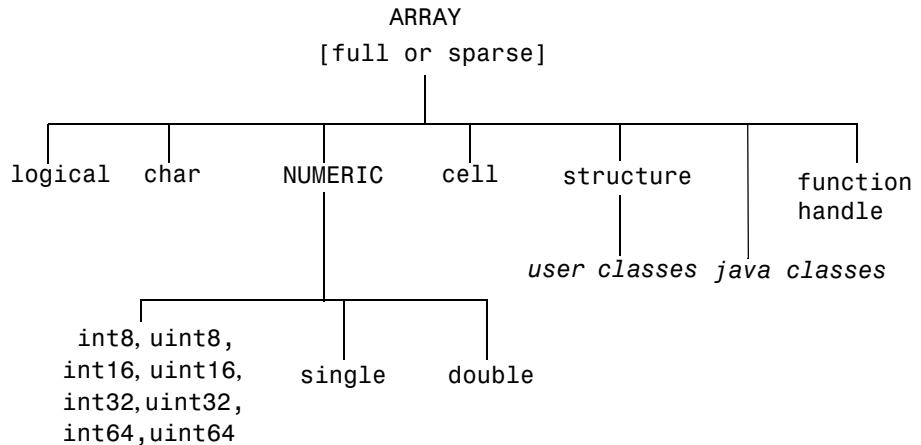 ARRAY
[full or sparse]
logical char NUMERIC cell structure function
handle
user classes java classes
int8, uint8,
int16, uint16,
int32, uint32,
int64, uint64
single double